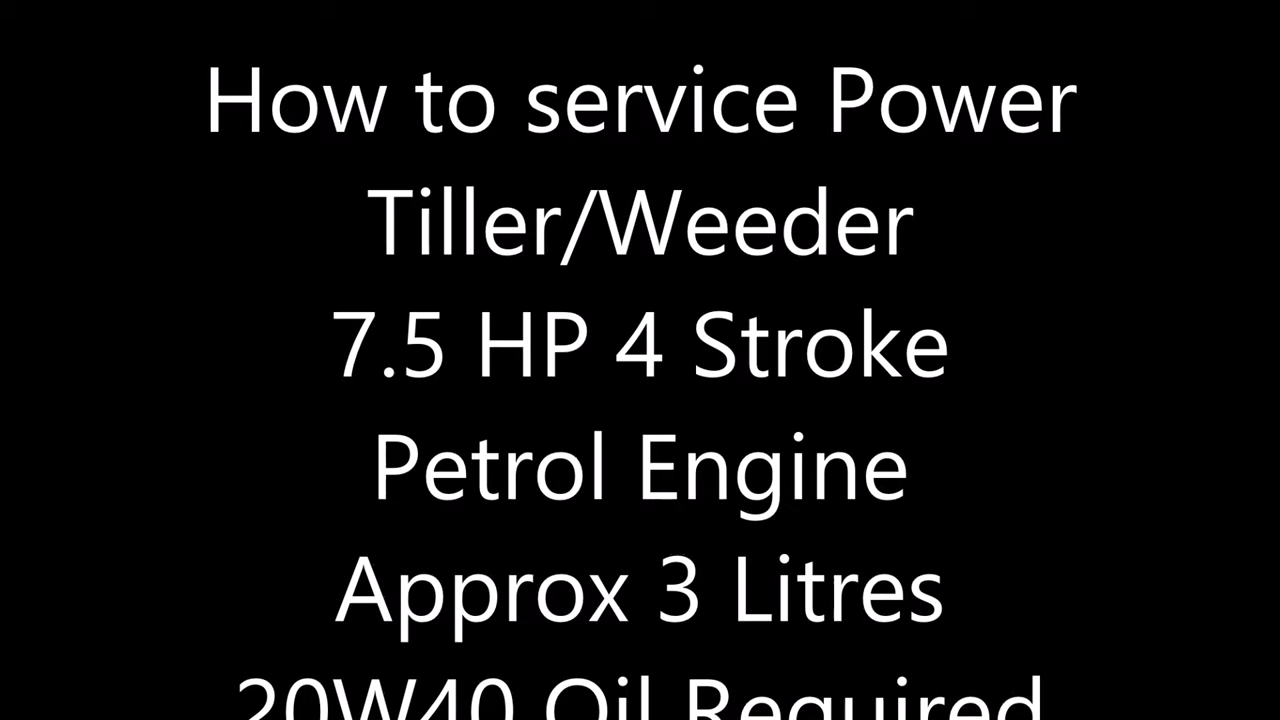 How to service Power
Tiller/Weeder
7.5 HP 4 Stroke
Petrol Engine
Approx 3 Litres
20W40 Oil Required